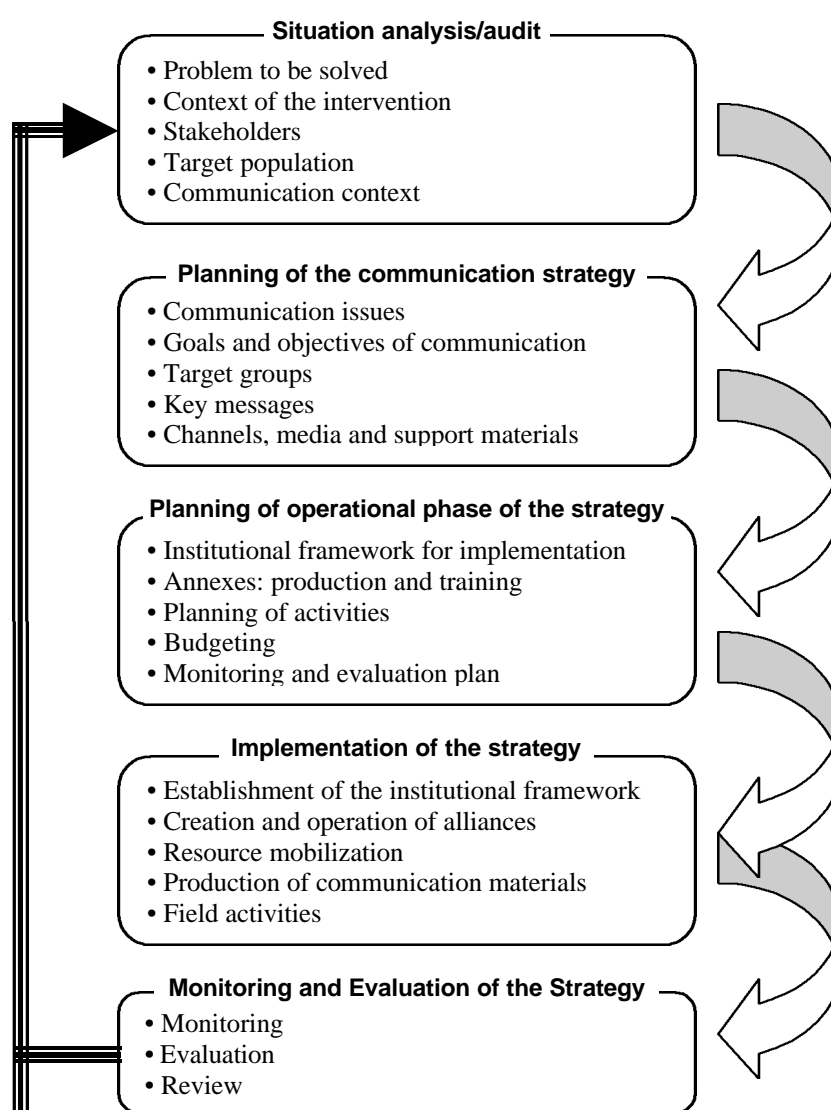 Situation analysis/audit
• Problem to be solved
• Context of the intervention
• Stakeholders
• Target population
• Communication context
Planning of the communication strategy
• Communication issues
• Goals and objectives of communication
• Target groups
• Key messages
• Channels, media and support materials
Planning of operational phase of the strategy
• Institutional framework for implementation
• Annexes: production and training
• Planning of activities
• Budgeting
• Monitoring and evaluation plan
Implementation of the strategy
• Establishment of the institutional framework
• Creation and operation of alliances
• Resource mobilization
• Production of communication materials
• Field activities
Monitoring and Evaluation of the Strategy
• Monitoring
• Evaluation
• Review